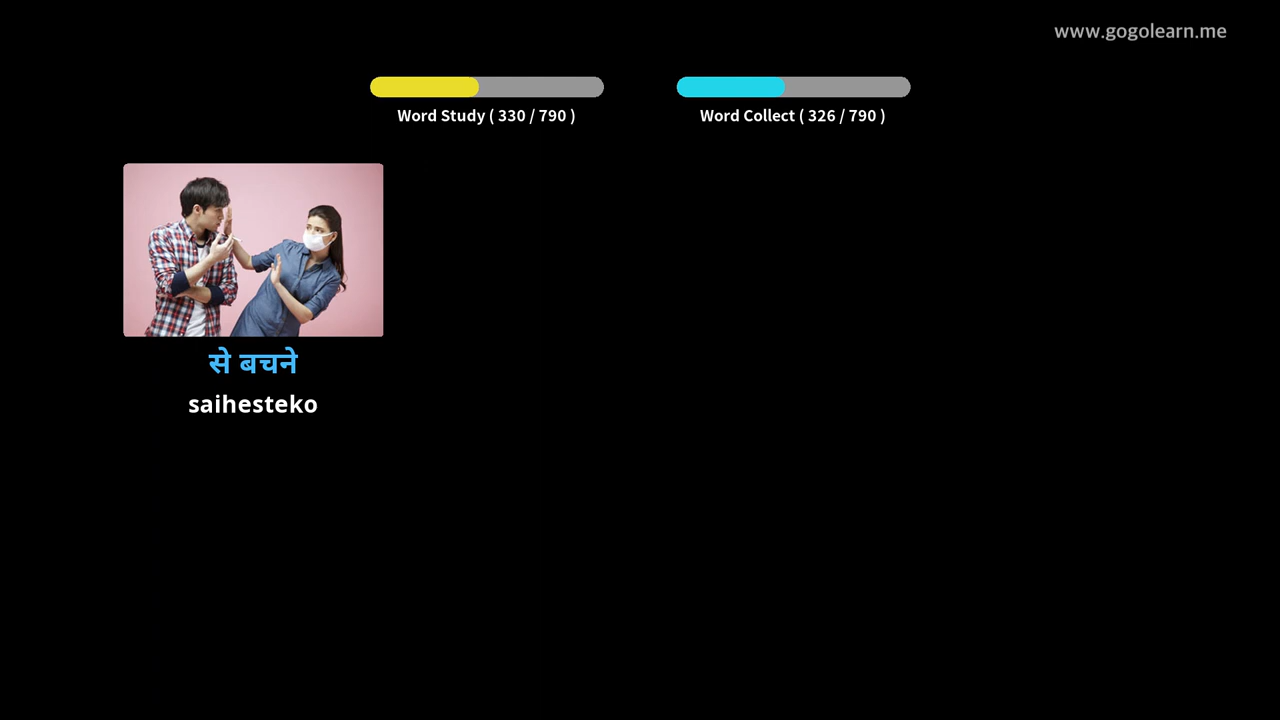 www.gogolearn.me
Word Study ( 330 / 790 )
Word Collect ( 326 / 790 )
से बचने
saihesteko